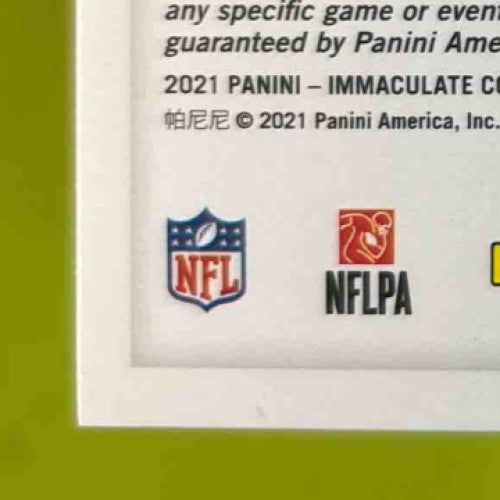 any specific game or event
guaranteed by Panini Ame
2021 PANINI – IMMACULATE CO
帕尼尼 © 2021 Panini America, Inc.
NFL
NFLPA